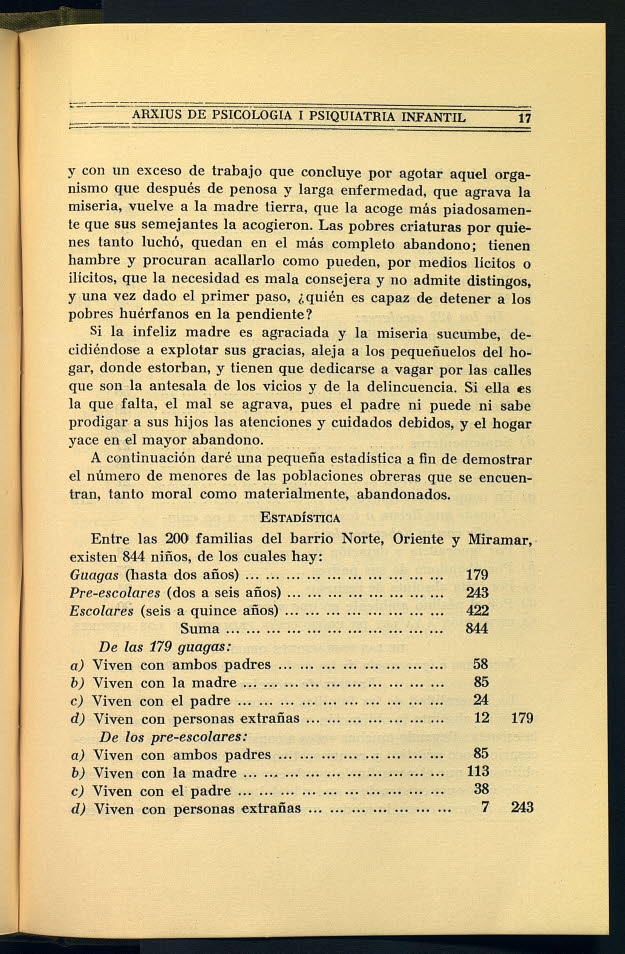 ARXIUS DE PSICOLOGIA I PSIQUIATRIA INFANTIL 17
y con un exceso de trabajo que concluye por agotar aquel orga-
nismo que después de penosa y larga enfermedad, que agrava la
miseria, vuelve a la madre tierra, que la acoge más piadosamen-
te que sus semejantes la acogieron. Las pobres criaturas por quie-
nes tanto luchó, quedan en el más completo abandono; tienen
hambre y procuran acallarlo como pueden, por medios lícitos o
ilícitos, que la necesidad es mala consejera y no admite distingos,
y una vez dado el primer paso, ¿quién es capaz de detener a los
pobres huérfanos en la pendiente?
Si la infeliz madre es agraciada y la miseria sucumbe, de-
cidiéndose a explotar sus gracias, aleja a los pequeñuelos del ho-
gar, donde estorban, y tienen que dedicarse a vagar por las calles
que son la antesala de los vicios y de la delincuencia. Si ella es
la que falta, el mal se agrava, pues el padre ni puede ni sabe
prodigar a sus hijos las atenciones y cuidados debidos, y el hogar
yace en el mayor abandono.
A continuación daré una pequeña estadística a fin de demostrar
el número de menores de las poblaciones obreras que se encuen-
tran, tanto moral como materialmente, abandonados.
ESTADÍSTICA
Entre las 200 familias del barrio Norte, Oriente y Miramar,
existen 844 niños, de los cuales hay:
Guagas (hasta dos años) ... ... ... ... ... ... ... ... ... ... 179
Pre-escolares (dos a seis años) ... ... ... ... ... ... ... ... 243
Escolares (seis a quince años) ... ... ... ... ... ... ... ... 422
Suma ... ... ... ... ... ... ... ... ... ... ... 844
De las 179 guagas:
a) Viven con ambos padres ... ... ... ... ... ... ... ... 58
b) Viven con la madre ... ... ... ... ... ... ... ... ... ... 85
c) Viven con el padre ... ... ... ... ... ... ... ... ... ... 24
d) Viven con personas extrañas ... ... ... ... ... ... ... 12 179
De los pre-escolares:
a) Viven con ambos padres ... ... ... ... ... ... ... ... 85
b) Viven con la madre ... ... ... ... ... ... ... ... ... ... 113
c) Viven con el padre ... ... ... ... ... ... ... ... ... ... 38
d) Viven con personas extrañas ... ... ... ... ... ... ... 7 243